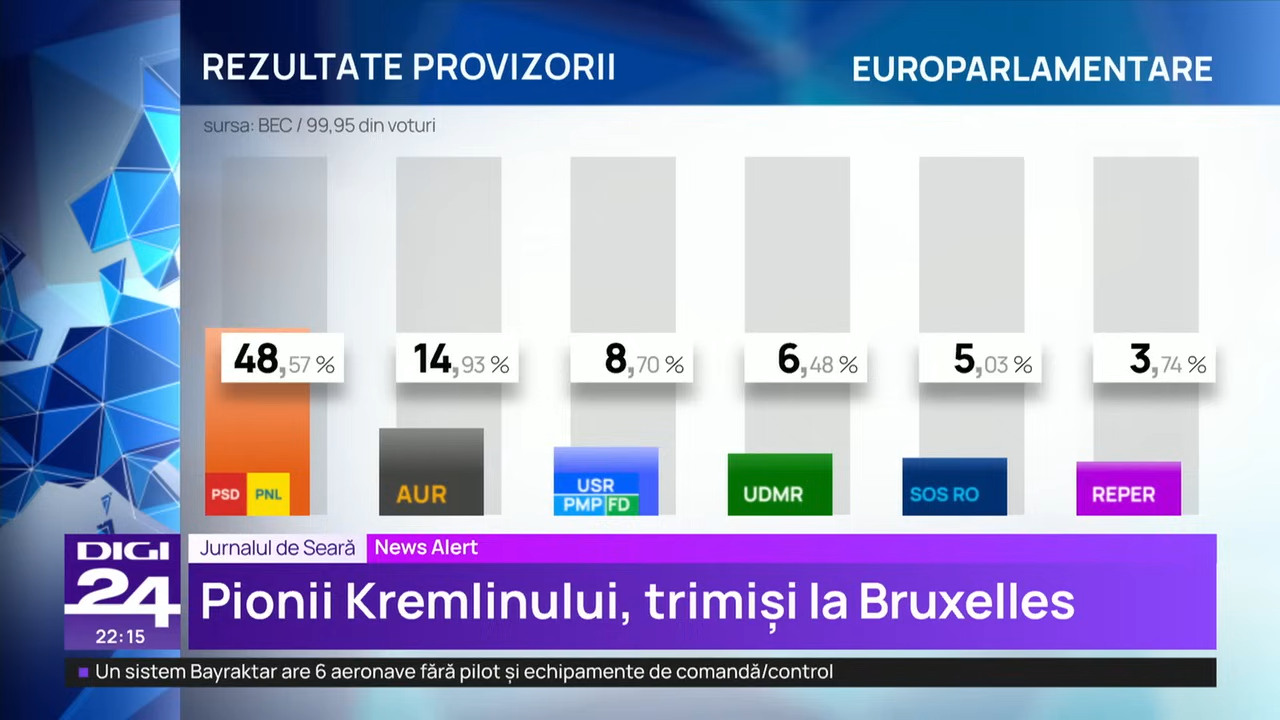 REZULTATE PROVIZORII
EUROPARLAMENTARE
sursa: BEC / 99,95 din voturi
48,57 %
14,93 %
8,70 %
6,48 %
5,03 %
3,74 %
PSD
PNL
AUR
USR
PMP FD
UDMR
SOS RO
REPER
DIGI
24
22:15
Jurnalul de Seară
News Alert
Pionii Kremlinului, trimiși la Bruxelles
Un sistem Bayraktar are 6 aeronave fără pilot și echipamente de comandă/control